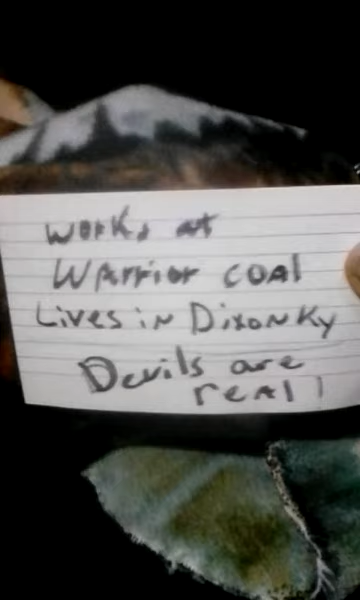 Works at
Warrior coal
Lives in Dixon Ky
Devils are
real!